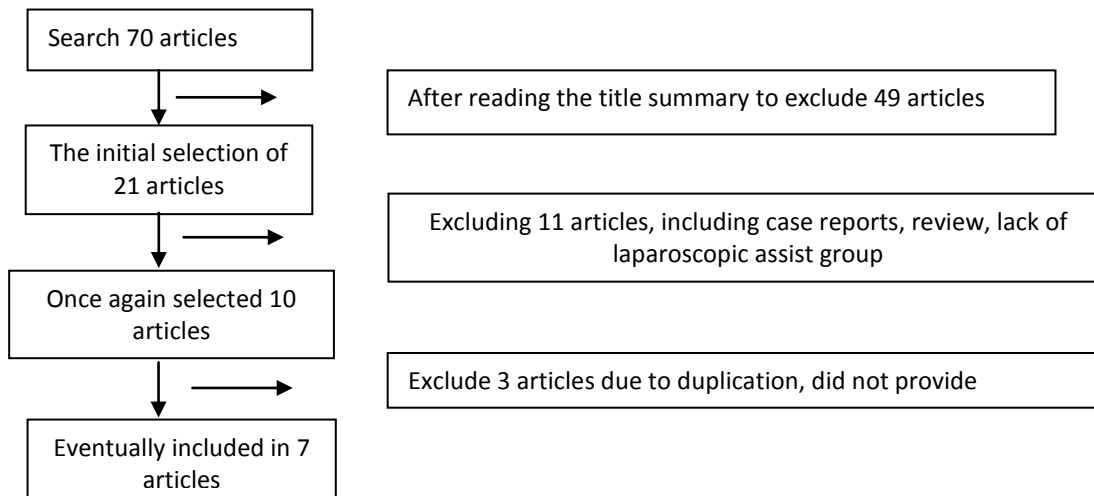 Search 70 articles
After reading the title summary to exclude 49 articles
The initial selection of
21 articles
Excluding 11 articles, including case reports, review, lack of
laparoscopic assist group
Once again selected 10
articles
Exclude 3 articles due to duplication, did not provide
Eventually included in 7
articles